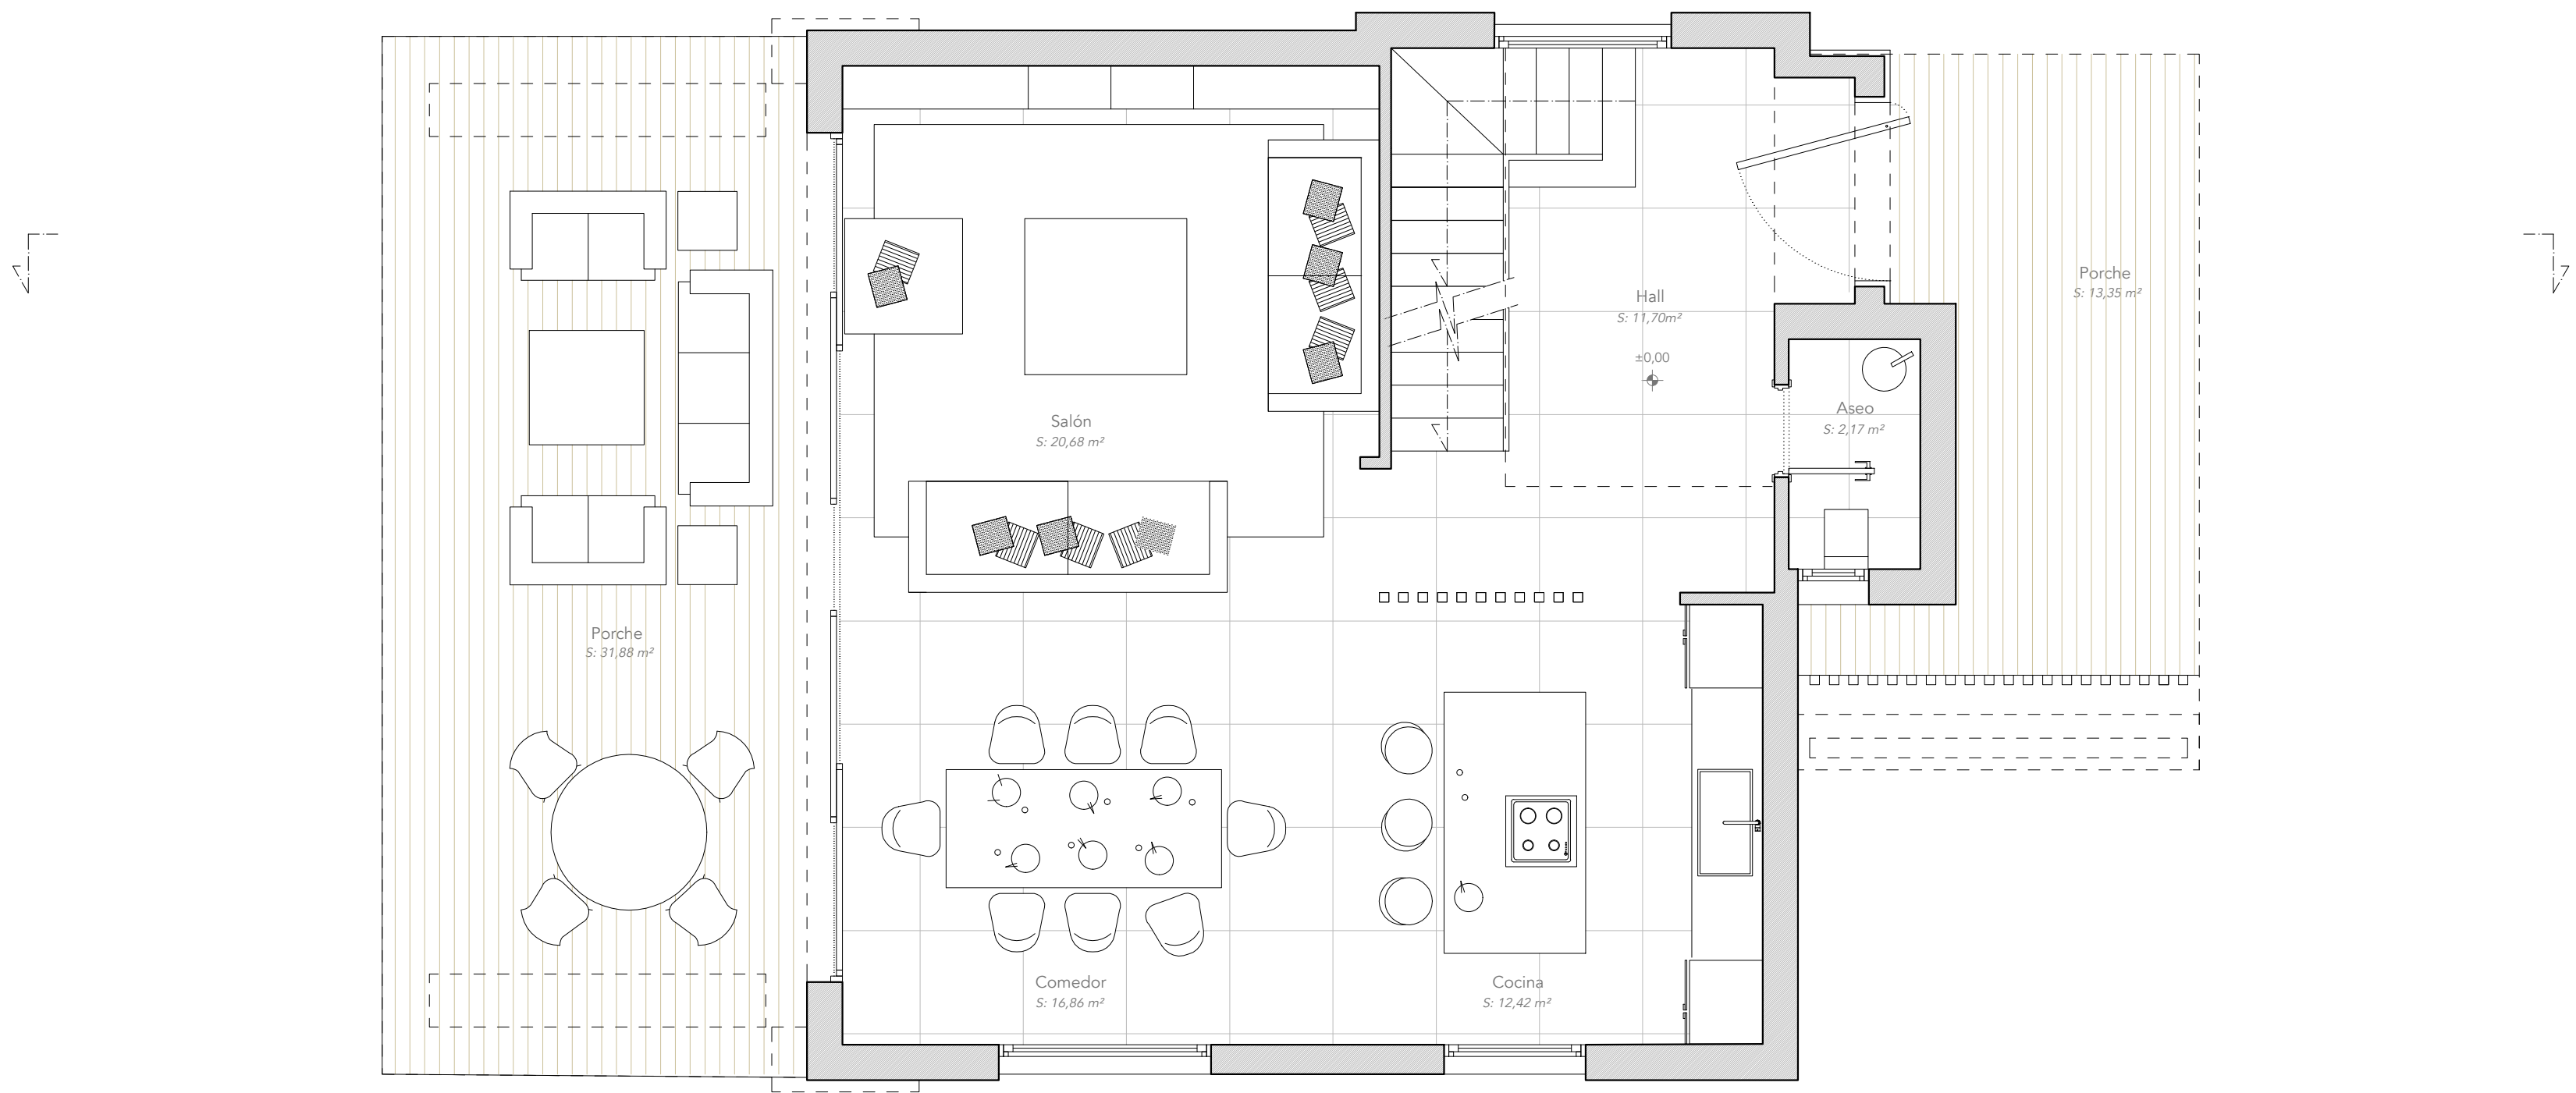 Porche
S: 13,35 m²
Hall
S: 11,70m²
±0,00
Aseo
S: 2,17 m²
Salón
S: 20,68 m²
Porche
S: 31,88 m²
Comedor
S: 16,86 m²
Cocina
S: 12,42 m²